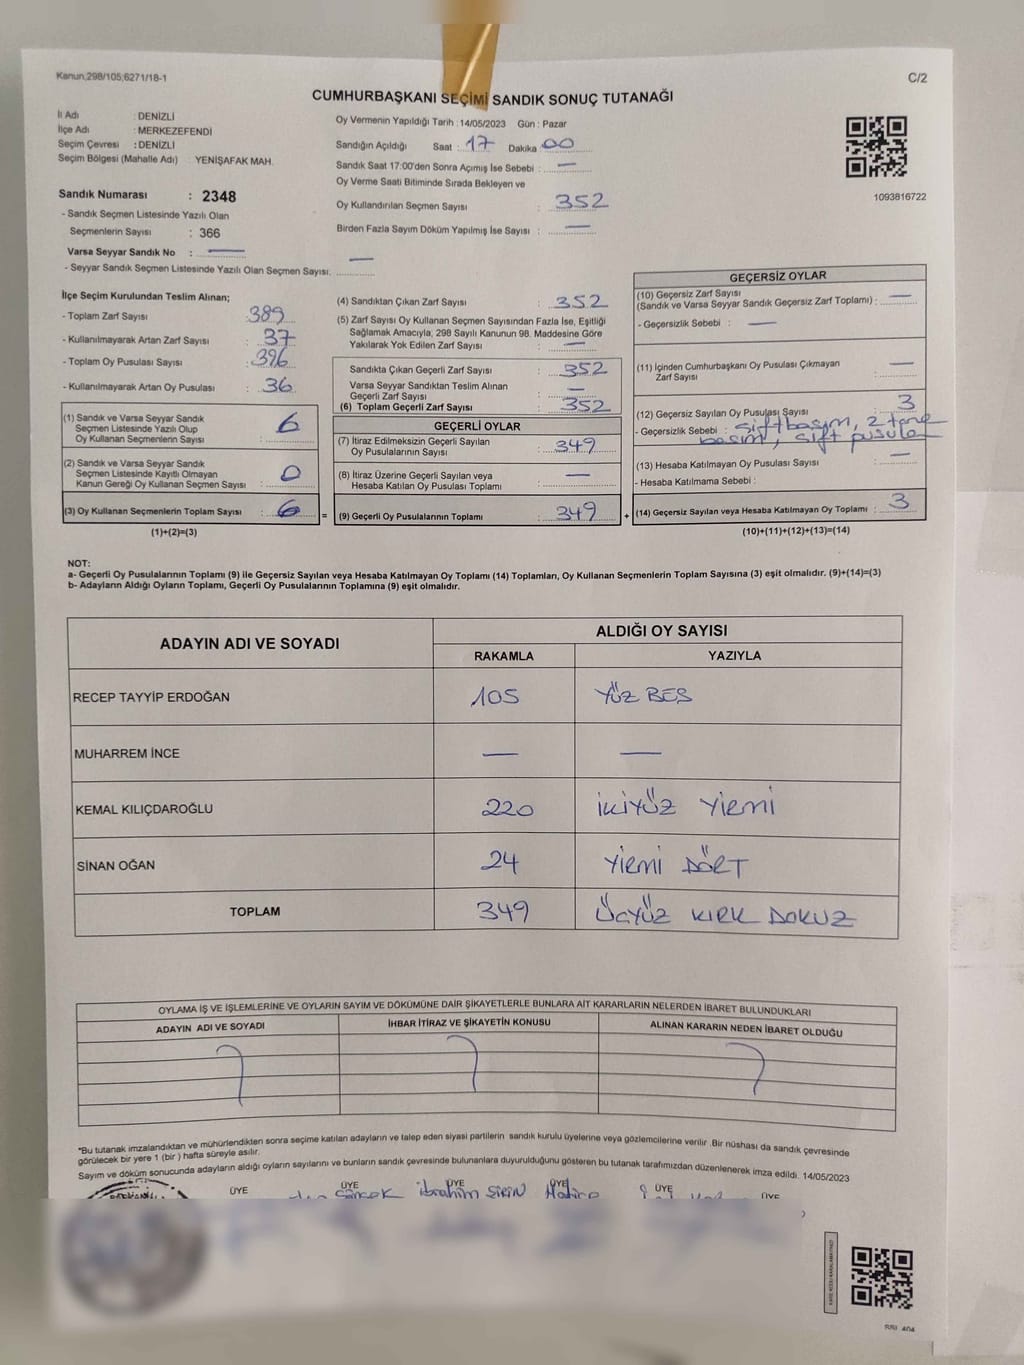 Kanun;298/105;6271/18-1
C/2
CUMHURBAŞKANI SEÇİMİ SANDIK SONUÇ TUTANAĞI
İl Adı : DENİZLİ
İlçe Adı : MERKEZEFENDİ
Seçim Çevresi : DENİZLİ
Seçim Bölgesi (Mahalle Adı) : YENİŞAFAK MAH.
Oy Vermenin Yapıldığı Tarih : 14/05/2023 Gün : Pazar
Sandığın Açıldığı Saat : 17 Dakika : 00
Sandık Saat 17:00'den Sonra Açımış İse Sebebi : —
Oy Verme Saati Bitiminde Sırada Bekleyen ve
Oy Kullandırılan Seçmen Sayısı : 352
Birden Fazla Sayım Döküm Yapılmış İse Sayısı : —
1093816722
Sandık Numarası : 2348
- Sandık Seçmen Listesinde Yazılı Olan
Seçmenlerin Sayısı : 366
Varsa Seyyar Sandık No : —
- Seyyar Sandık Seçmen Listesinde Yazılı Olan Seçmen Sayısı: —
İlçe Seçim Kurulundan Teslim Alınan;
- Toplam Zarf Sayısı : 389
- Kullanılmayarak Artan Zarf Sayısı : 37
- Toplam Oy Pusulası Sayısı : 396
- Kullanılmayarak Artan Oy Pusulası : 36
(1) Sandık ve Varsa Seyyar Sandık
Seçmen Listesinde Yazılı Olup
Oy Kullanan Seçmenlerin Sayısı : 6
(2) Sandık ve Varsa Seyyar Sandık
Seçmen Listesinde Kayıtlı Olmayan
Kanun Gereği Oy Kullanan Seçmen Sayısı : 0
(3) Oy Kullanan Seçmenlerin Toplam Sayısı : 6
(1)+(2)=(3)
(4) Sandıktan Çıkan Zarf Sayısı : 352
(5) Zarf Sayısı Oy Kullanan Seçmen Sayısından Fazla İse, Eşitliği
Sağlamak Amacıyla; 298 Sayılı Kanunun 98. Maddesine Göre
Yakılarak Yok Edilen Zarf Sayısı : —
Sandıkta Çıkan Geçerli Zarf Sayısı : 352
Varsa Seyyar Sandıktan Teslim Alınan
Geçerli Zarf Sayısı : —
(6) Toplam Geçerli Zarf Sayısı : 352
GEÇERLİ OYLAR
(7) İtiraz Edilmeksizin Geçerli Sayılan
Oy Pusulalarının Sayısı : 349
(8) İtiraz Üzerine Geçerli Sayılan veya
Hesaba Katılan Oy Pusulası Toplamı : —
= (9) Geçerli Oy Pusulalarının Toplamı : 349 +
GEÇERSİZ OYLAR
(10) Geçersiz Zarf Sayısı
(Sandık ve Varsa Seyyar Sandık Geçersiz Zarf Toplamı) : —
- Geçersizlik Sebebi : —
(11) İçinden Cumhurbaşkanı Oy Pusulası Çıkmayan
Zarf Sayısı : —
(12) Geçersiz Sayılan Oy Pusulası Sayısı : 3
- Geçersizlik Sebebi : Şift basım, 2 tane
basım, Şift pusula
(13) Hesaba Katılmayan Oy Pusulası Sayısı : —
- Hesaba Katılmama Sebebi :
(14) Geçersiz Sayılan veya Hesaba Katılmayan Oy Toplamı : 3
(10)+(11)+(12)+(13)=(14)
NOT:
a- Geçerli Oy Pusulalarının Toplamı (9) ile Geçersiz Sayılan veya Hesaba Katılmayan Oy Toplamı (14) Toplamları, Oy Kullanan Seçmenlerin Toplam Sayısına (3) eşit olmalıdır. (9)+(14)=(3)
b- Adayların Aldığı Oyların Toplamı, Geçerli Oy Pusulalarının Toplamına (9) eşit olmalıdır.
ADAYIN ADI VE SOYADI
ALDIĞI OY SAYISI
RAKAMLA YAZIYLA
RECEP TAYYİP ERDOĞAN 105 YÜZ BEŞ
MUHARREM İNCE — —
KEMAL KILIÇDAROĞLU 220 İKİYÜZ YİRMİ
SİNAN OĞAN 24 YİRMİ DÖRT
TOPLAM 349 ÜÇYÜZ KIRK DOKUZ
OYLAMA İŞ VE İŞLEMLERİNE VE OYLARIN SAYIM VE DÖKÜMÜNE DAİR ŞİKAYETLERLE BUNLARA AİT KARARLARIN NELERDEN İBARET BULUNDUKLARI
ADAYIN ADI VE SOYADI İHBAR İTİRAZ VE ŞİKAYETİN KONUSU ALINAN KARARIN NEDEN İBARET OLDUĞU
*Bu tutanak imzalandıktan ve mühürlendikten sonra seçime katılan adayların ve talep eden siyasi partilerin sandık kurulu üyelerine veya gözlemcilerine verilir .Bir nüshası da sandık çevresinde
görülecek bir yere 1 (bir ) hafta süreyle asılır.
Sayım ve döküm sonucunda adayların aldığı oyların sayılarını ve bunların sandık çevresinde bulunanlara duyurulduğunu gösteren bu tutanak tarafımızdan düzenlenerek imza edildi. 14/05/2023
ÜYE ÜYE ÜYE ÜYE ÜYE ÜYE
İbrahim ŞİRİN